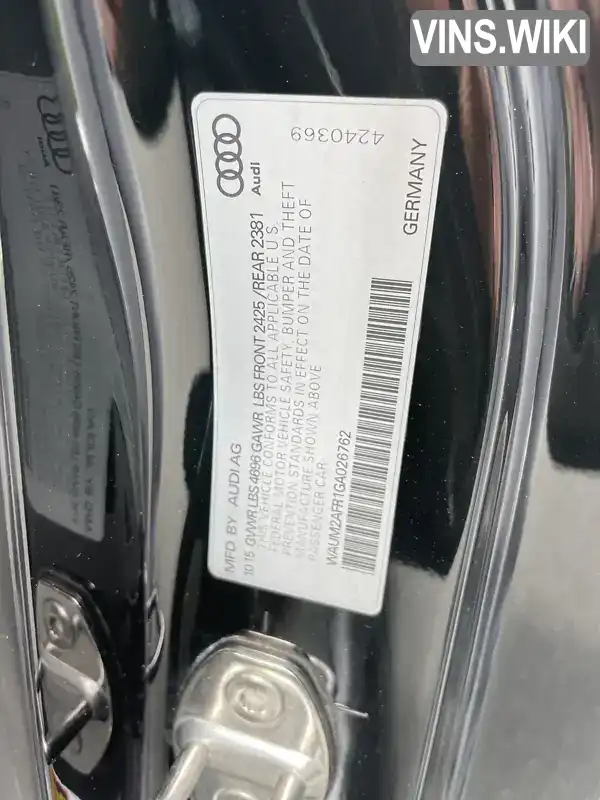 VINS.WIKI
4240369
Audi
GERMANY
MFD BY AUDI AG
10 15 GVWR LBS 4696 GAWR LBS FRONT 2425/REAR 2381
THIS VEHICLE CONFORMS TO ALL APPLICABLE U.S.
FEDERAL MOTOR VEHICLE SAFETY, BUMPER AND THEFT
PREVENTION STANDARDS IN EFFECT ON THE DATE OF
MANUFACTURE SHOWN ABOVE
PASSENGER CAR
WAUM2AFR1GA026762